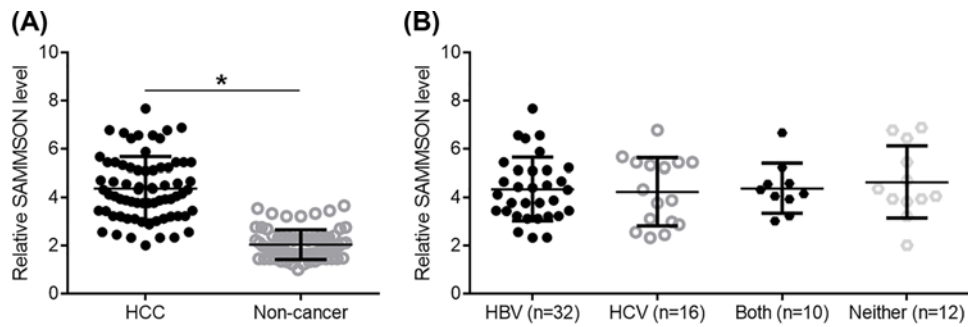 (A)
Relative SAMMSON level
10
8
6
4
2
0
*
HCC
Non-cancer
(B)
Relative SAMMSON level
10
8
6
4
2
0
HBV (n=32)
HCV (n=16)
Both (n=10)
Neither (n=12)